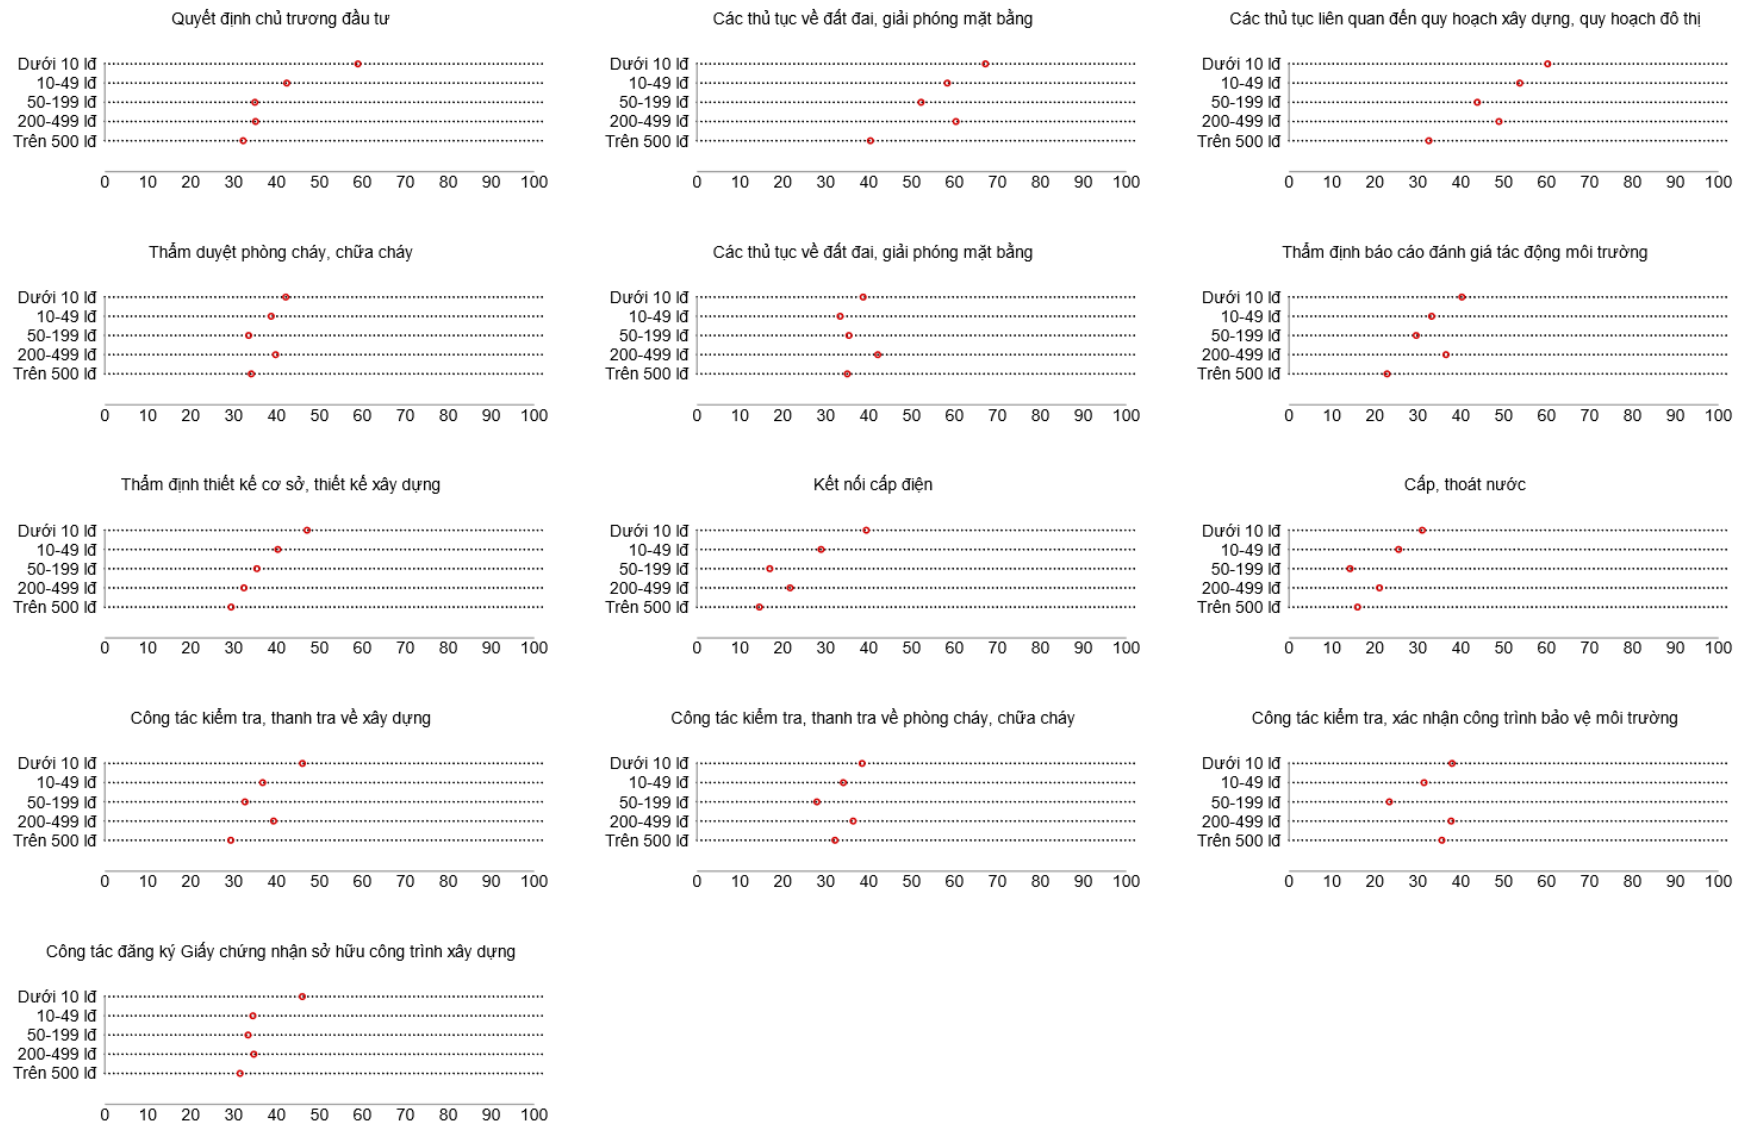 Quyết định chủ trương đầu tư
Dưới 10 lđ
10-49 lđ
50-199 lđ
200-499 lđ
Trên 500 lđ
0 10 20 30 40 50 60 70 80 90 100
Các thủ tục về đất đai, giải phóng mặt bằng
Dưới 10 lđ
10-49 lđ
50-199 lđ
200-499 lđ
Trên 500 lđ
0 10 20 30 40 50 60 70 80 90 100
Các thủ tục liên quan đến quy hoạch xây dựng, quy hoạch đô thị
Dưới 10 lđ
10-49 lđ
50-199 lđ
200-499 lđ
Trên 500 lđ
0 10 20 30 40 50 60 70 80 90 100
Thẩm duyệt phòng cháy, chữa cháy
Dưới 10 lđ
10-49 lđ
50-199 lđ
200-499 lđ
Trên 500 lđ
0 10 20 30 40 50 60 70 80 90 100
Các thủ tục về đất đai, giải phóng mặt bằng
Dưới 10 lđ
10-49 lđ
50-199 lđ
200-499 lđ
Trên 500 lđ
0 10 20 30 40 50 60 70 80 90 100
Thẩm định báo cáo đánh giá tác động môi trường
Dưới 10 lđ
10-49 lđ
50-199 lđ
200-499 lđ
Trên 500 lđ
0 10 20 30 40 50 60 70 80 90 100
Thẩm định thiết kế cơ sở, thiết kế xây dựng
Dưới 10 lđ
10-49 lđ
50-199 lđ
200-499 lđ
Trên 500 lđ
0 10 20 30 40 50 60 70 80 90 100
Kết nối cấp điện
Dưới 10 lđ
10-49 lđ
50-199 lđ
200-499 lđ
Trên 500 lđ
0 10 20 30 40 50 60 70 80 90 100
Cấp, thoát nước
Dưới 10 lđ
10-49 lđ
50-199 lđ
200-499 lđ
Trên 500 lđ
0 10 20 30 40 50 60 70 80 90 100
Công tác kiểm tra, thanh tra về xây dựng
Dưới 10 lđ
10-49 lđ
50-199 lđ
200-499 lđ
Trên 500 lđ
0 10 20 30 40 50 60 70 80 90 100
Công tác kiểm tra, thanh tra về phòng cháy, chữa cháy
Dưới 10 lđ
10-49 lđ
50-199 lđ
200-499 lđ
Trên 500 lđ
0 10 20 30 40 50 60 70 80 90 100
Công tác kiểm tra, xác nhận công trình bảo vệ môi trường
Dưới 10 lđ
10-49 lđ
50-199 lđ
200-499 lđ
Trên 500 lđ
0 10 20 30 40 50 60 70 80 90 100
Công tác đăng ký Giấy chứng nhận sở hữu công trình xây dựng
Dưới 10 lđ
10-49 lđ
50-199 lđ
200-499 lđ
Trên 500 lđ
0 10 20 30 40 50 60 70 80 90 100